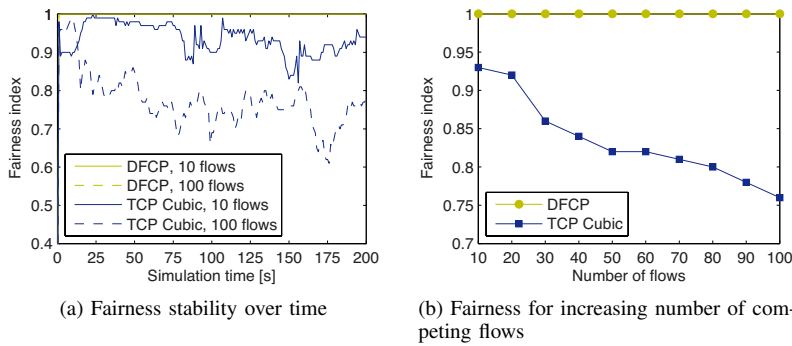 1
0.9
0.8
0.7
0.6
0.5
0.4
Fairness index
DFCP, 10 flows
DFCP, 100 flows
TCP Cubic, 10 flows
TCP Cubic, 100 flows
0 25 50 75 100 125 150 175 200
Simulation time [s]
(a) Fairness stability over time
1
0.95
0.9
0.85
0.8
0.75
0.7
Fairness index
DFCP
TCP Cubic
10 20 30 40 50 60 70 80 90 100
Number of flows
(b) Fairness for increasing number of com-
peting flows